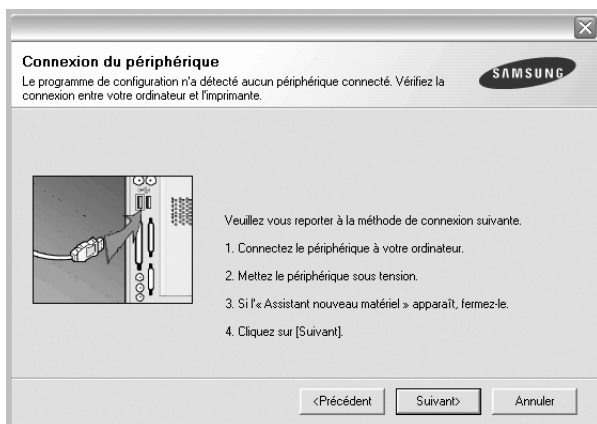 Connexion du périphérique
Le programme de configuration n'a détecté aucun périphérique connecté. Vérifiez la
connexion entre votre ordinateur et l'imprimante.
SAMSUNG
Veuillez vous reporter à la méthode de connexion suivante.
1. Connectez le périphérique à votre ordinateur.
2. Mettez le périphérique sous tension.
3. Si l'« Assistant nouveau matériel » apparaît, fermez-le.
4. Cliquez sur [Suivant].
<Précédent
Suivant>
Annuler